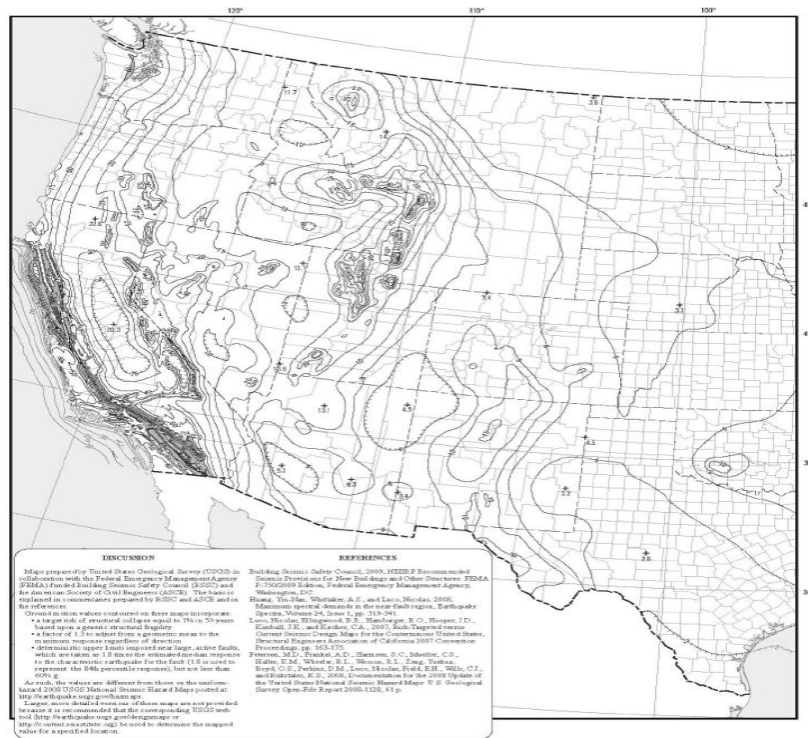 120°
115°
100°
11.7
3.6
20.3
7.4
3.1
13.1
4.5
2.6
DISCUSSION
Maps prepared by United States Geological Survey (USGS) in
collaboration with the Federal Emergency Management Agency
(FEMA)-funded Building Seismic Safety Council (BSSC) and
the American Society of Civil Engineers (ASCE). The basis is
explained in commentaries prepared by BSSC and ASCE and in
the references.
Ground motion values contoured on these maps incorporate:
• a target risk of structural collapse equal to 1% in 50 years
based upon a generic structural fragility
• a factor of 1.3 to adjust from a geometric mean to the
maximum response regardless of direction
• deterministic upper limits imposed near large, active faults,
which are taken as 1.8 times the estimated median response
to the characteristic earthquake for the fault (1.8 is used to
represent the 84th percentile response), but not less than
60% g.
As such, the values are different from those on the uniform-
hazard 2008 USGS National Seismic Hazard Maps posted at:
http://earthquake.usgs.gov/hazmaps.
Larger, more detailed versions of these maps are not provided
because it is recommended that the corresponding USGS web
tool (http://earthquake.usgs.gov/designmaps or
http://content.seinstitute.org) be used to determine the mapped
value for a specified location.
REFERENCES
Building Seismic Safety Council, 2009, NEHRP Recommended
Seismic Provisions for New Buildings and Other Structures: FEMA
P-750/2009 Edition, Federal Emergency Management Agency,
Washington, DC.
Huang, Yin-Nan, Whittaker, A.S., and Luco, Nicolas, 2008,
Maximum spectral demands in the near-fault region, Earthquake
Spectra, Volume 24, Issue 1, pp. 319-341.
Luco, Nicolas, Ellingwood, B.R., Hamburger, R.O., Hooper, J.D.,
Kimball, J.K., and Kircher, C.A., 2007, Risk-Targeted versus
Current Seismic Design Maps for the Conterminous United States,
Structural Engineers Association of California 2007 Convention
Proceedings, pp. 163-175.
Petersen, M.D., Frankel, A.D., Harmsen, S.C., Mueller, C.S.,
Haller, K.M., Wheeler, R.L., Wesson, R.L., Zeng, Yuehua,
Boyd, O.S., Perkins, D.M., Luco, Nicolas, Field, E.H., Wills, C.J.,
and Rukstales, K.S., 2008, Documentation for the 2008 Update of
the United States National Seismic Hazard Maps: U.S. Geological
Survey Open-File Report 2008-1128, 61 p.